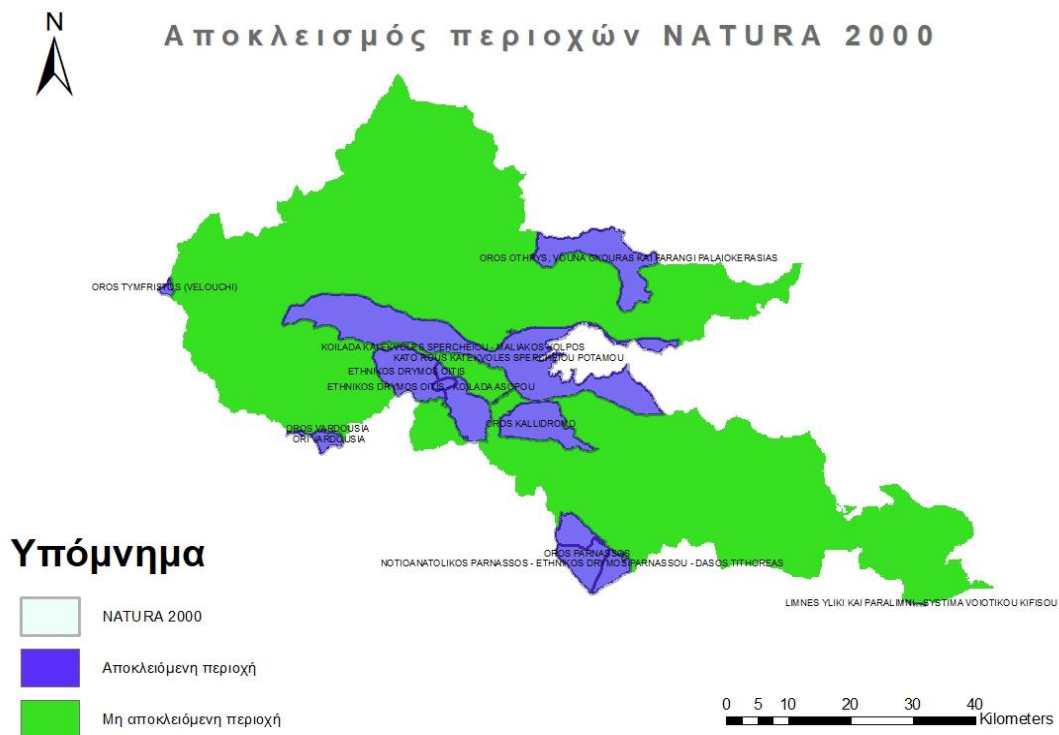 N
Αποκλεισμός περιοχών NATURA 2000
OROS OTHRYS, VOUNA GKOURAS KAI FARANGI PALAIOKERASIAS
OROS TYMFRISTOS (VELOUCHI)
KOILADA KAI EKVOLES SPERCHEIOU - MALIAKOS KOLPOS
KATO ROUS KAI EKVOLES SPERCHEIOU POTAMOU
ETHNIKOS DRYMOS OITIS
ETHNIKOS DRYMOS OITIS - KOILADA ASOPOU
OROS KALLIDROMO
OROS VARDOUSIA
ORI VARDOUSIA
OROS PARNASSOS
NOTIOANATOLIKOS PARNASSOS - ETHNIKOS DRYMOS PARNASSOU - DASOS TITHOREAS
LIMNES YLIKI KAI PARALIMNI - SYSTIMA VOIOTIKOU KIFISOU
Υπόμνημα
NATURA 2000
Αποκλειόμενη περιοχή
Μη αποκλειόμενη περιοχή
0 5 10 20 30 40
Kilometers